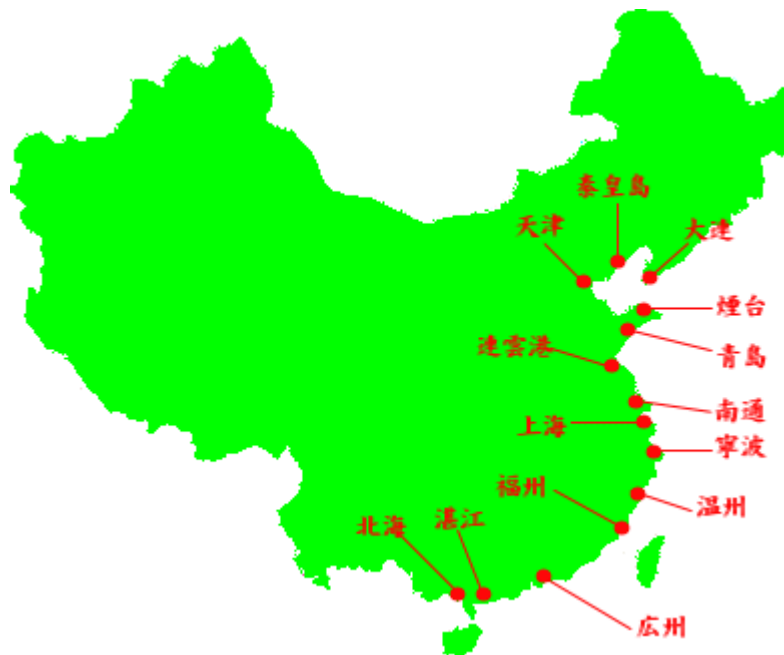 秦皇島
天津
大連
煙台
青島
連雲港
南通
上海
寧波
福州
温州
湛江
北海
広州